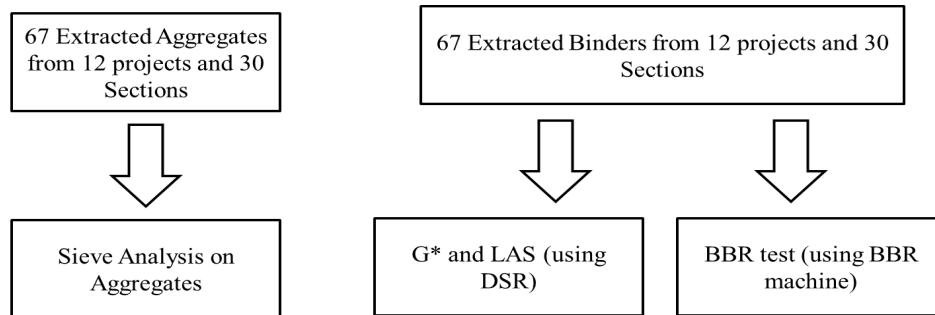 67 Extracted Aggregates
from 12 projects and 30
Sections
67 Extracted Binders from 12 projects and 30
Sections
Sieve Analysis on
Aggregates
G* and LAS (using
DSR)
BBR test (using BBR
machine)